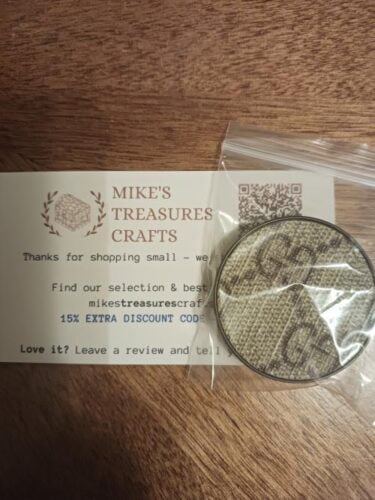 MIKE'S
TREASURES
CRAFTS
Thanks for shopping small – we
Find our selection & best
mikestreasurescraf
15% EXTRA DISCOUNT CODE
Love it? Leave a review and tell